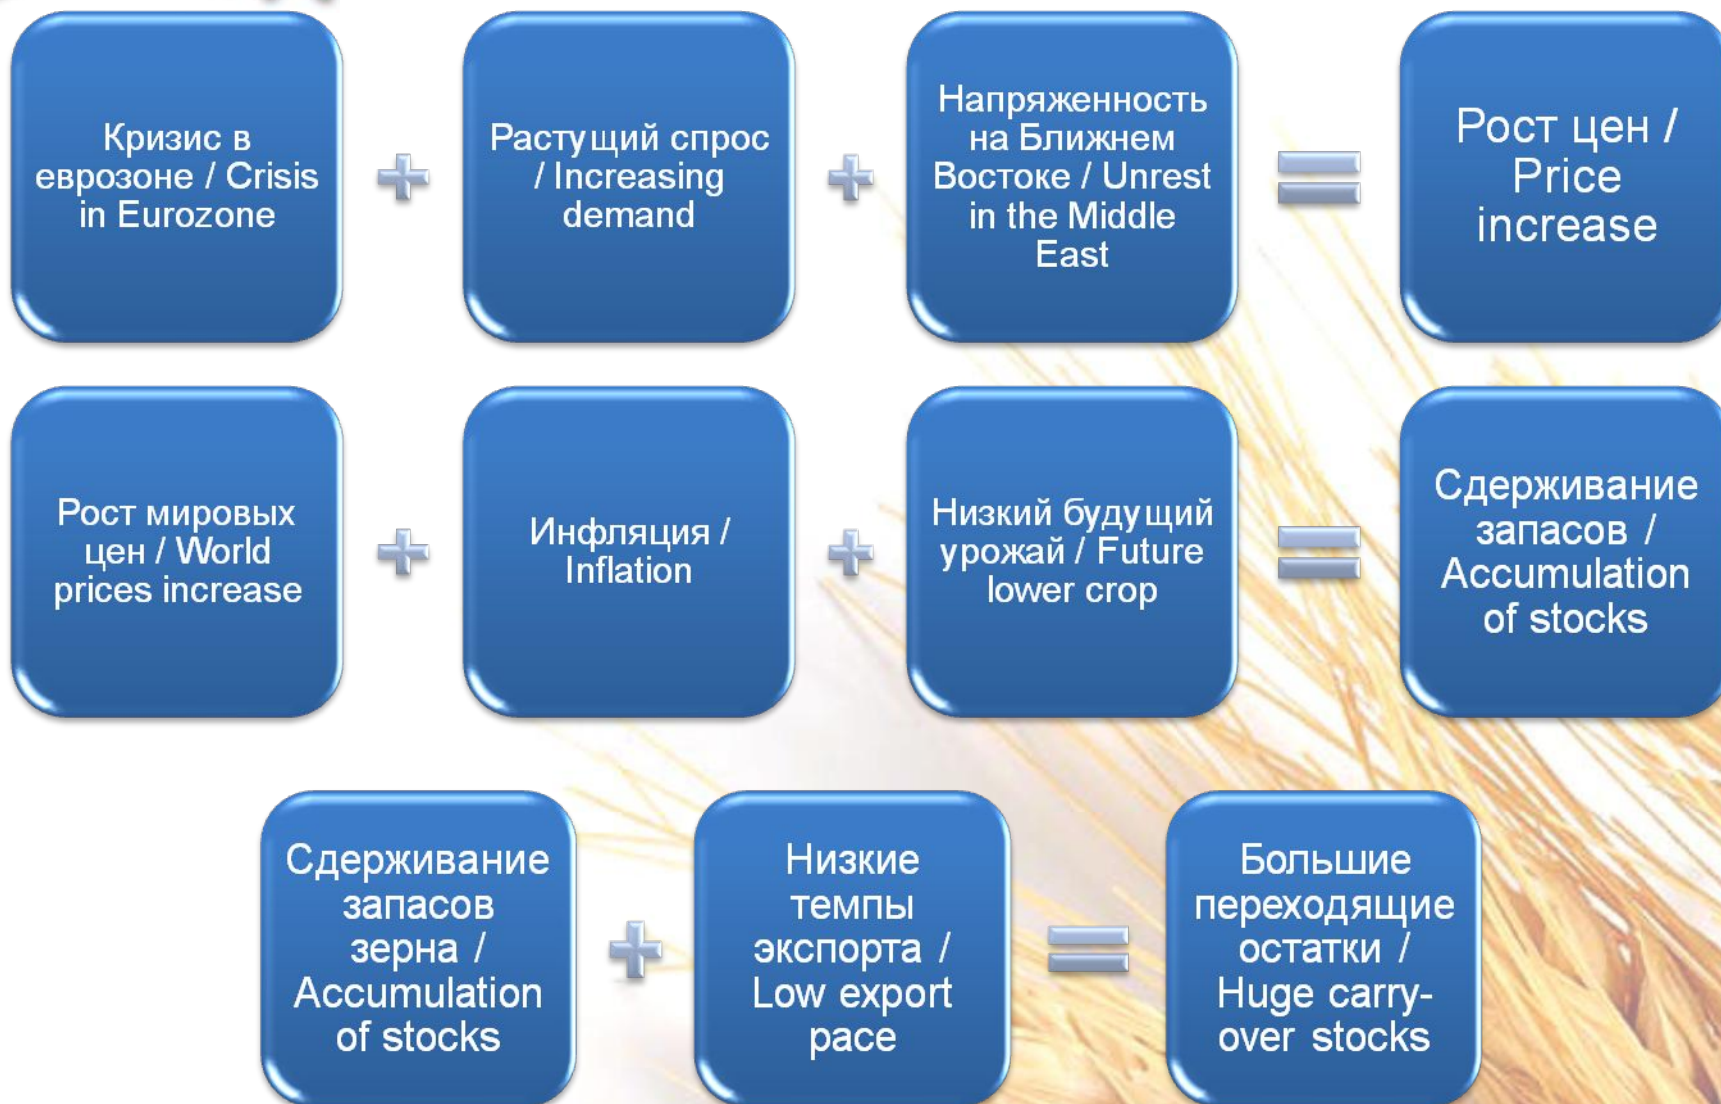 Кризис в
еврозоне / Crisis
in Eurozone
Растущий спрос
/ Increasing
demand
Напряженность
на Ближнем
Востоке / Unrest
in the Middle
East
Рост цен /
Price
increase
Рост мировых
цен / World
prices increase
Инфляция /
Inflation
Низкий будущий
урожай / Future
lower crop
Сдерживание
запасов /
Accumulation
of stocks
Сдерживание
запасов
зерна /
Accumulation
of stocks
Низкие
темпы
экспорта /
Low export
pace
Большие
переходящие
остатки /
Huge carry-
over stocks